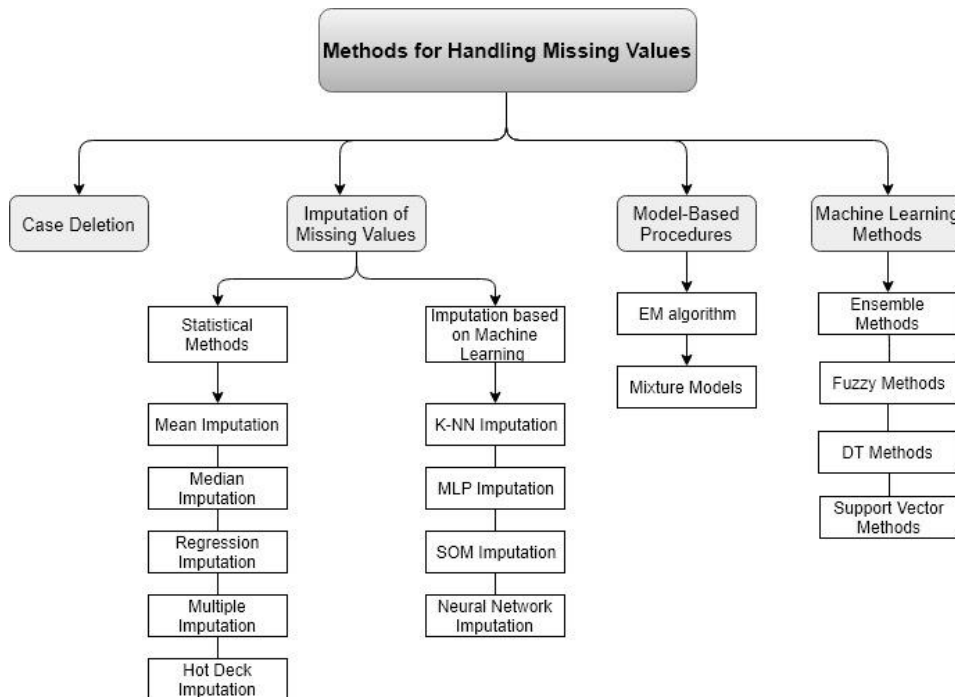 Methods for Handling Missing Values
Case Deletion
Imputation of
Missing Values
Model-Based
Procedures
Machine Learning
Methods
Statistical
Methods
Mean Imputation
Median
Imputation
Regression
Imputation
Multiple
Imputation
Hot Deck
Imputation
Imputation based
on Machine
Learning
K-NN Imputation
MLP Imputation
SOM Imputation
Neural Network
Imputation
EM algorithm
Mixture Models
Ensemble
Methods
Fuzzy Methods
DT Methods
Support Vector
Methods